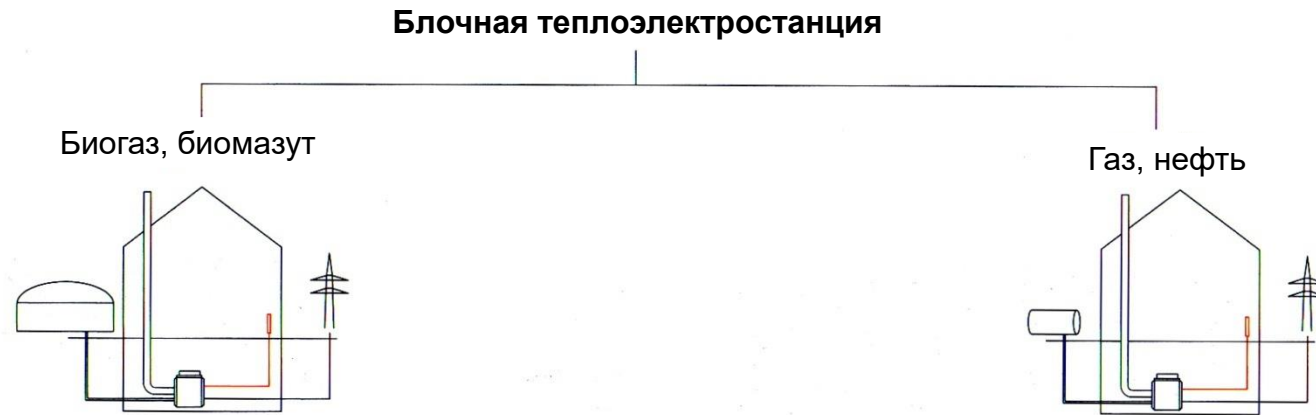 Блочная теплоэлектростанция
Биогаз, биомазут
Газ, нефть